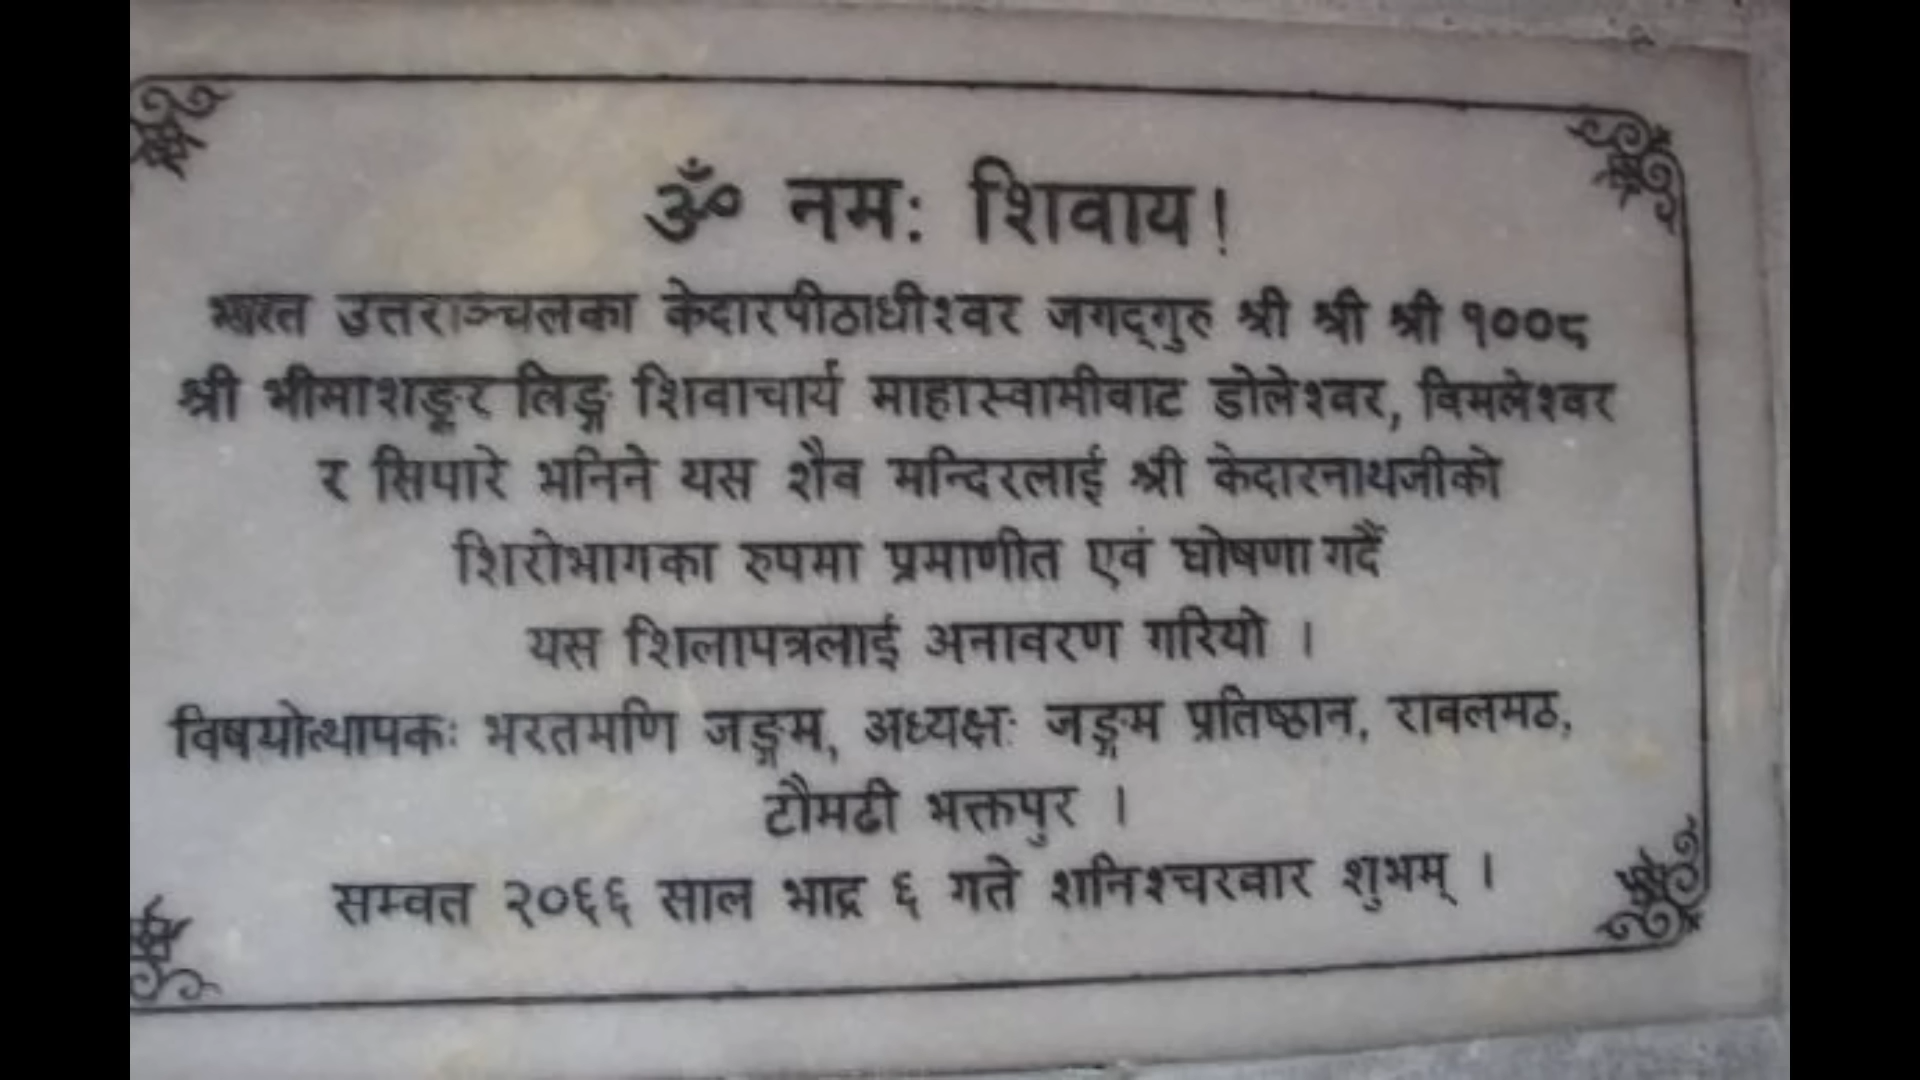 ॐ नमः शिवाय!
भारत उत्तराञ्चलका केदारपीठाधीश्वर जगद्गुरु श्री श्री श्री १००८
श्री भीमाशङ्कर लिङ्ग शिवाचार्य माहास्वामीबाट डोलेश्वर, विमलेश्वर
र सिपारे भनिने यस शैव मन्दिरलाई श्री केदारनाथजीको
शिरोभागका रुपमा प्रमाणीत एवं घोषणा गर्दै
यस शिलापत्रलाई अनावरण गरियो ।
विषयोत्थापकः भरतमणि जङ्गम, अध्यक्षः जङ्गम प्रतिष्ठान, रावलमठ,
टौमढी भक्तपुर ।
सम्वत २०६६ साल भाद्र ६ गते शनिश्चरवार शुभम् ।